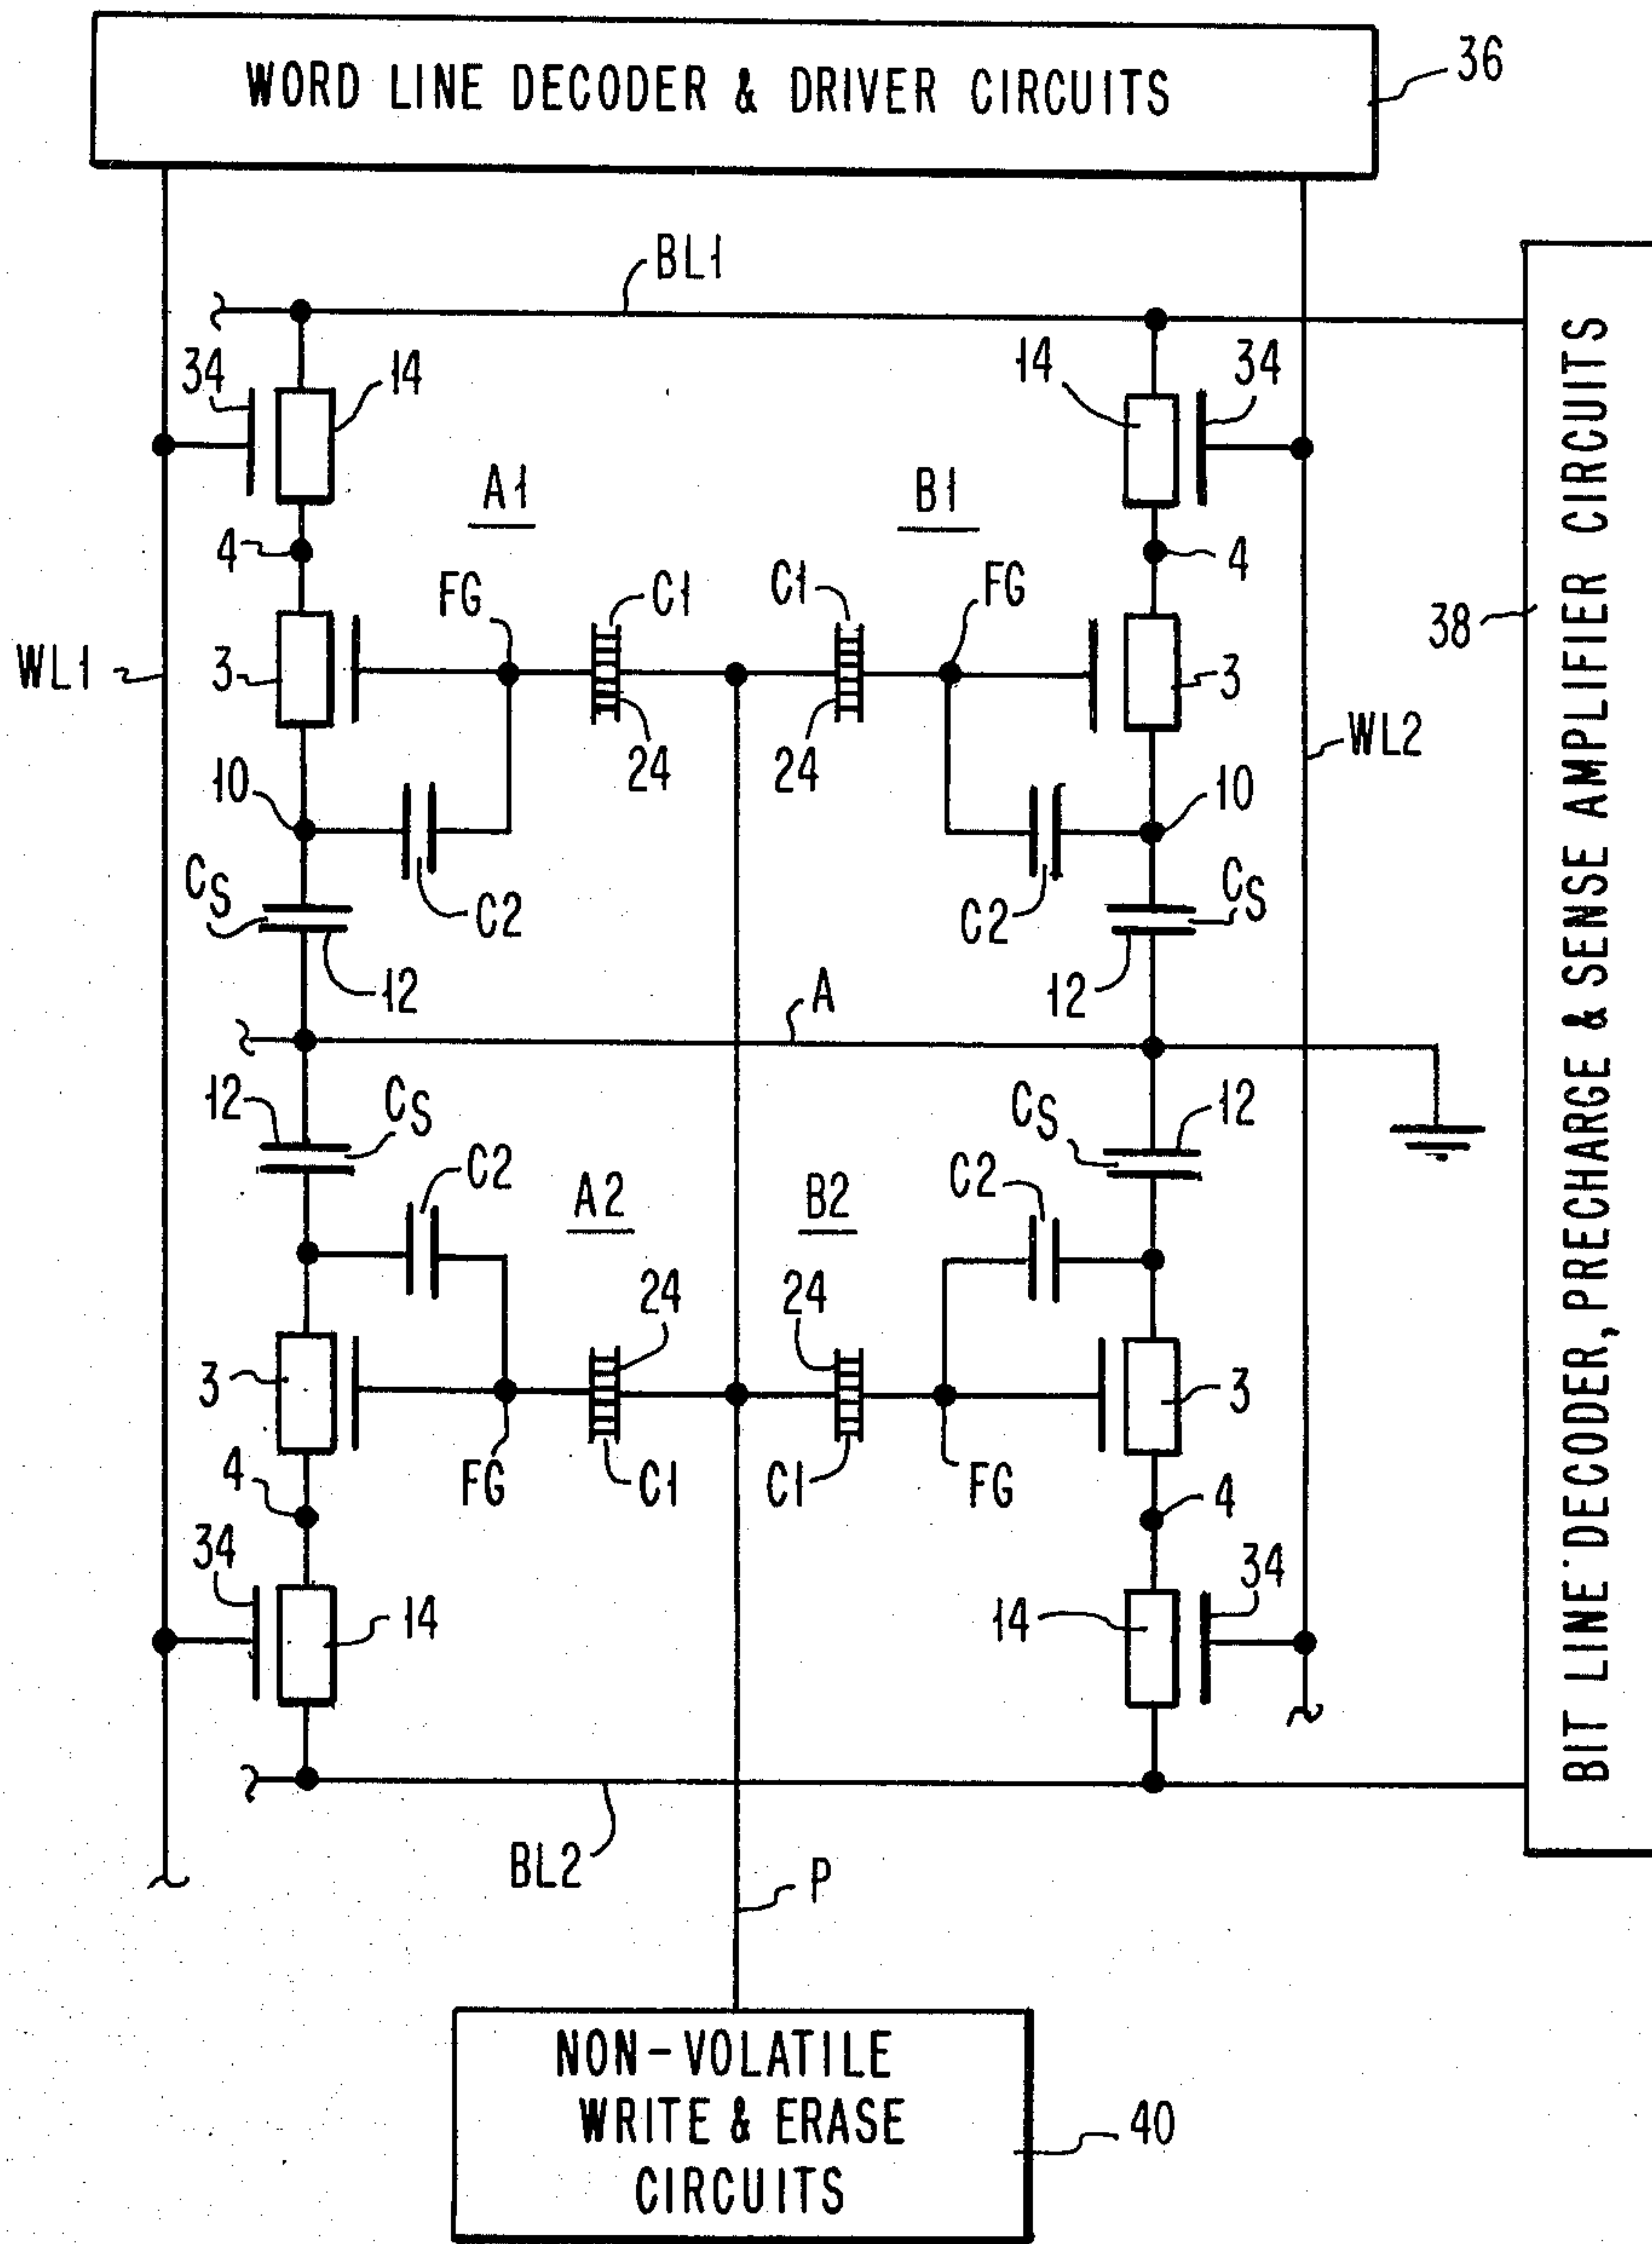 WORD LINE DECODER & DRIVER CIRCUITS
36
BL1
34
14
14
34
A1
B1
4
4
FG
C1
C1
FG
WL1
3
24
24
3
38
WL2
10
10
CS
C2
C2
CS
12
12
A
12
CS
CS
12
C2
A2
B2
C2
24
24
3
3
4
FG
C1
C1
FG
4
34
34
14
14
BL2
P
BIT LINE DECODER, PRECHARGE & SENSE AMPLIFIER CIRCUITS
NON-VOLATILE
WRITE & ERASE
CIRCUITS
40